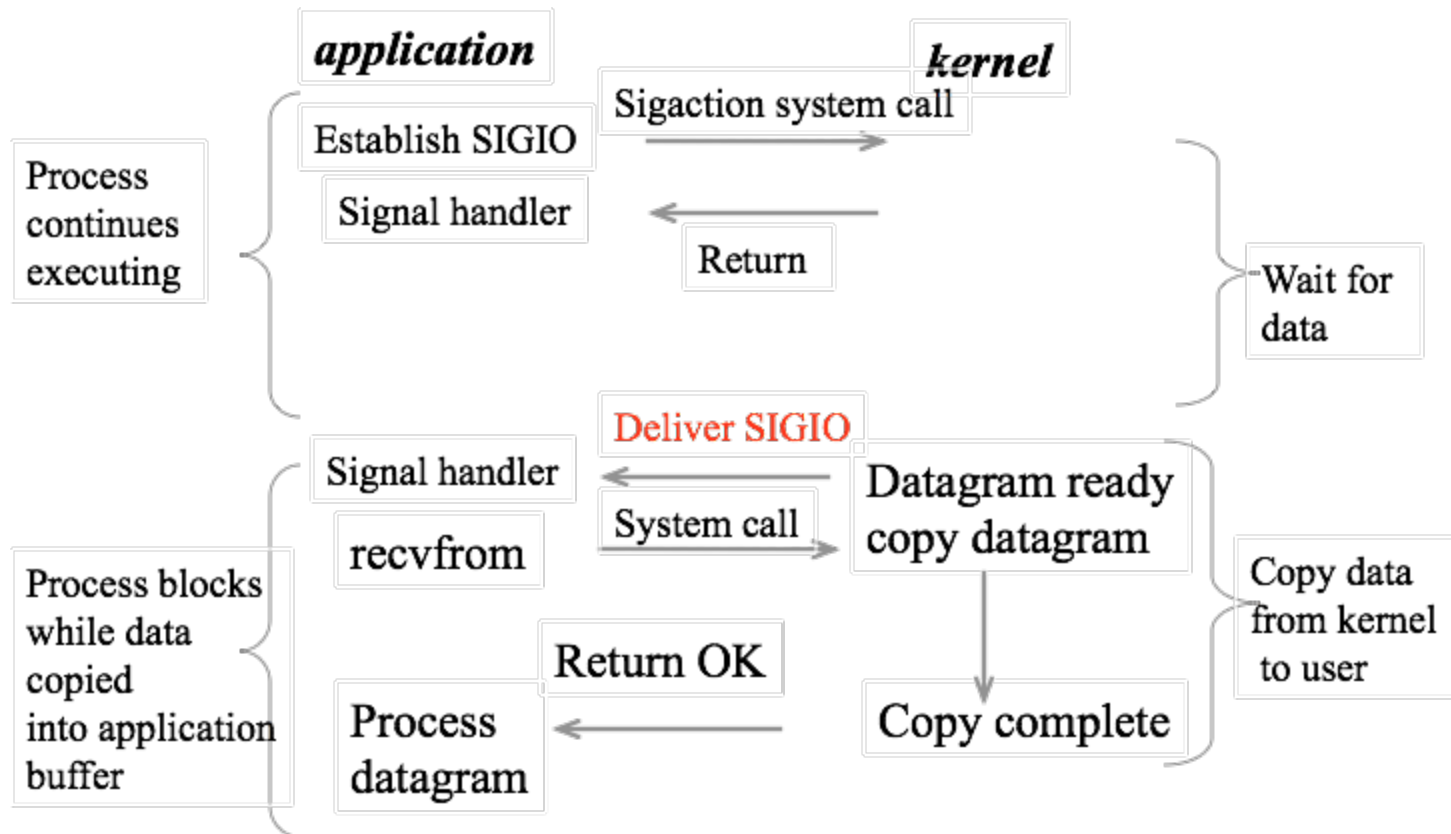 application
kernel
Sigaction system call
Establish SIGIO
Process
continues
executing
Signal handler
Return
Wait for
data
Deliver SIGIO
Signal handler
Datagram ready
copy datagram
System call
recvfrom
Process blocks
while data
copied
into application
buffer
Copy data
from kernel
to user
Return OK
Process
datagram
Copy complete